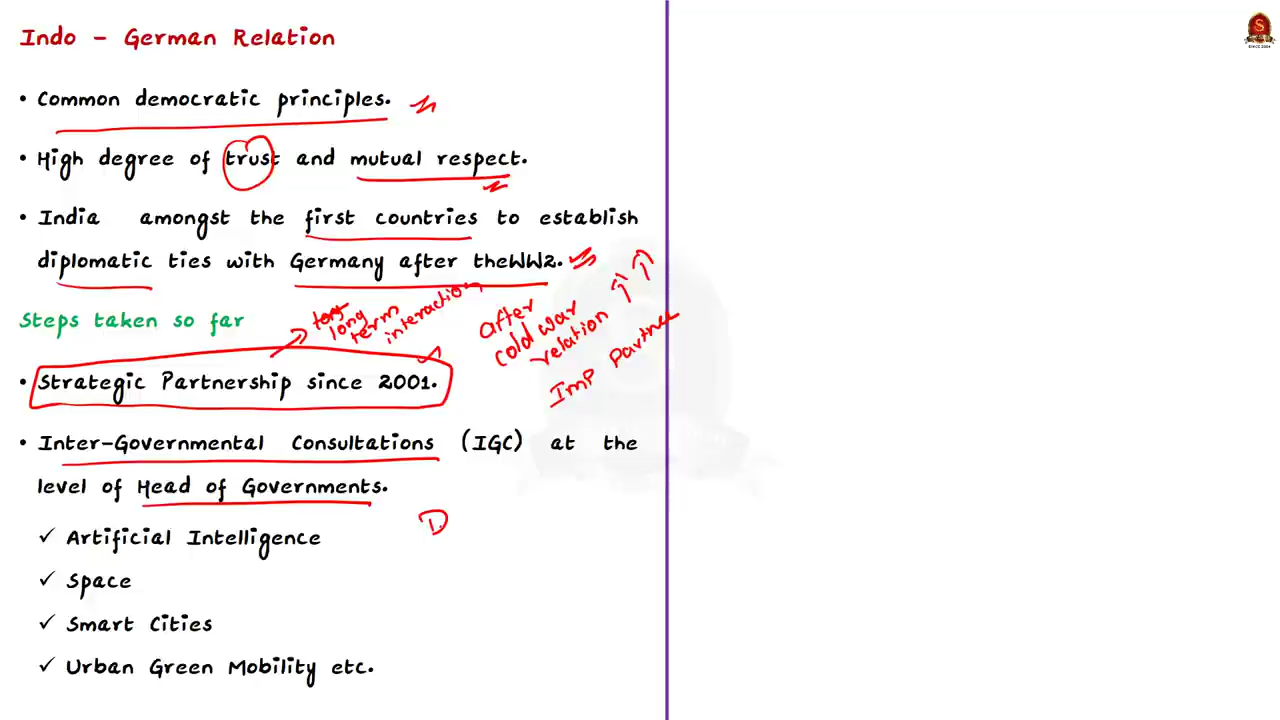 Indo - German Relation
• Common democratic principles.
• High degree of trust and mutual respect.
• India amongst the first countries to establish
diplomatic ties with Germany after theWW2.
Steps taken so far
long
term
interaction
after
cold war
relation
Imp Partner
• Strategic Partnership since 2001.
• Inter-Governmental Consultations (IGC) at the
level of Head of Governments.
D
✓ Artificial Intelligence
✓ Space
✓ Smart Cities
✓ Urban Green Mobility etc.
S
SINCE 2004